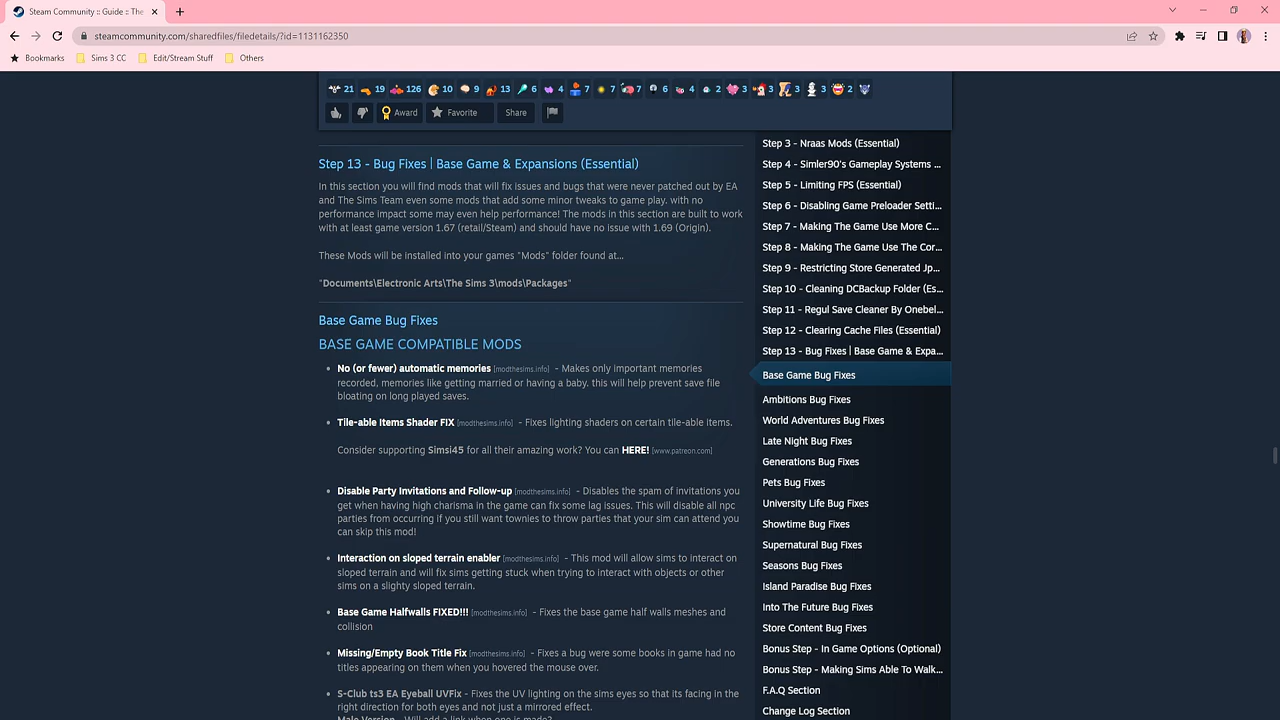 Steam Community :: Guide :: The
steamcommunity.com/sharedfiles/filedetails/?id=1131162350
Bookmarks Sims 3 CC Edit/Stream Stuff Others
21 19 126 10 9 13 6 4 7 7 7 6 4 2 3 3 3 3 2
Award Favorite Share
Step 13 - Bug Fixes | Base Game & Expansions (Essential)
In this section you will find mods that will fix issues and bugs that were never patched out by EA
and The Sims Team even some mods that add some minor tweaks to game play. with no
performance impact some may even help performance! The mods in this section are built to work
with at least game version 1.67 (retail/Steam) and should have no issue with 1.69 (Origin).
These Mods will be installed into your games "Mods" folder found at...
"Documents\Electronic Arts\The Sims 3\mods\Packages"
Base Game Bug Fixes
BASE GAME COMPATIBLE MODS
No (or fewer) automatic memories [modthesims.info] - Makes only important memories
recorded, memories like getting married or having a baby. this will help prevent save file
bloating on long played saves.
Tile-able Items Shader FIX [modthesims.info] - Fixes lighting shaders on certain tile-able items.
Consider supporting Simsi45 for all their amazing work? You can HERE! [www.patreon.com]
Disable Party Invitations and Follow-up [modthesims.info] - Disables the spam of invitations you
get when having high charisma in the game can fix some lag issues. This will disable all npc
parties from occurring if you still want townies to throw parties that your sim can attend you
can skip this mod!
Interaction on sloped terrain enabler [modthesims.info] - This mod will allow sims to interact on
sloped terrain and will fix sims getting stuck when trying to interact with objects or other
sims on a slighty sloped terrain.
Base Game Halfwalls FIXED!!! [modthesims.info] - Fixes the base game half walls meshes and
collision
Missing/Empty Book Title Fix [modthesims.info] - Fixes a bug were some books in game had no
titles appearing on them when you hovered the mouse over.
S-Club ts3 EA Eyeball UVFix - Fixes the UV lighting on the sims eyes so that its facing in the
right direction for both eyes and not just a mirrored effect.
Male Version - Will add a link when one is made?
Step 3 - Nraas Mods (Essential)
Step 4 - Simler90's Gameplay Systems ...
Step 5 - Limiting FPS (Essential)
Step 6 - Disabling Game Preloader Setti...
Step 7 - Making The Game Use More C...
Step 8 - Making The Game Use The Cor...
Step 9 - Restricting Store Generated Jp...
Step 10 - Cleaning DCBackup Folder (Es...
Step 11 - Regul Save Cleaner By Onebel...
Step 12 - Clearing Cache Files (Essential)
Step 13 - Bug Fixes | Base Game & Expa...
Base Game Bug Fixes
Ambitions Bug Fixes
World Adventures Bug Fixes
Late Night Bug Fixes
Generations Bug Fixes
Pets Bug Fixes
University Life Bug Fixes
Showtime Bug Fixes
Supernatural Bug Fixes
Seasons Bug Fixes
Island Paradise Bug Fixes
Into The Future Bug Fixes
Store Content Bug Fixes
Bonus Step - In Game Options (Optional)
Bonus Step - Making Sims Able To Walk...
F.A.Q Section
Change Log Section